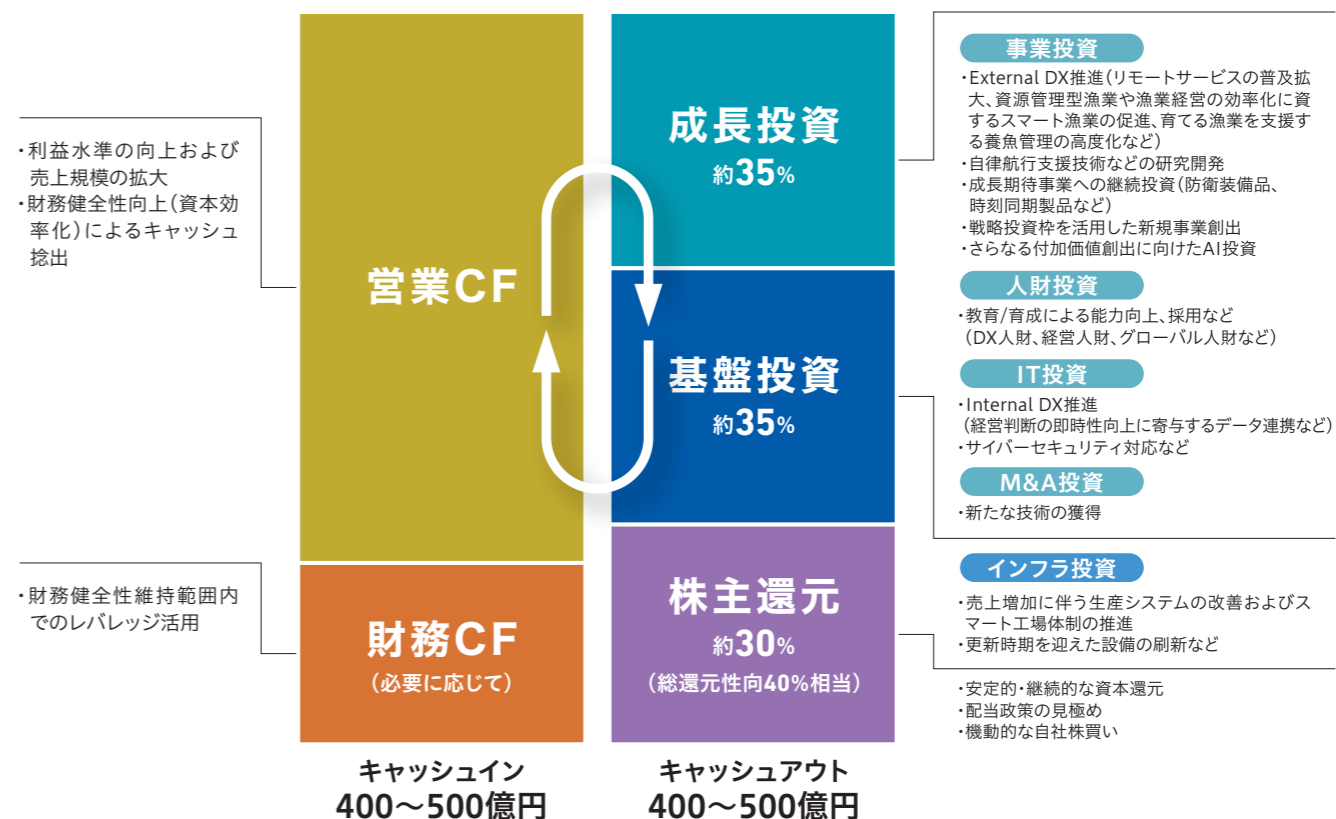 ・利益水準の向上および
売上規模の拡大
・財務健全性向上(資本効
率化)によるキャッシュ
捻出
・財務健全性維持範囲内
でのレバレッジ活用
営業CF
財務CF
(必要に応じて)
キャッシュイン
400〜500億円
成長投資
約35%
基盤投資
約35%
株主還元
約30%
(総還元性向40%相当)
キャッシュアウト
400〜500億円
事業投資
・External DX推進(リモートサービスの普及拡
大、資源管理型漁業や漁業経営の効率化に資
するスマート漁業の促進、育てる漁業を支援す
る養魚管理の高度化など)
・自律航行支援技術などの研究開発
・成長期待事業への継続投資(防衛装備品、
時刻同期製品など)
・戦略投資枠を活用した新規事業創出
・さらなる付加価値創出に向けたAI投資
人財投資
・教育/育成による能力向上、採用など
(DX人財、経営人財、グローバル人財など)
IT投資
・Internal DX推進
(経営判断の即時性向上に寄与するデータ連携など)
・サイバーセキュリティ対応など
M&A投資
・新たな技術の獲得
インフラ投資
・売上増加に伴う生産システムの改善およびス
マート工場体制の推進
・更新時期を迎えた設備の刷新など
・安定的・継続的な資本還元
・配当政策の見極め
・機動的な自社株買い